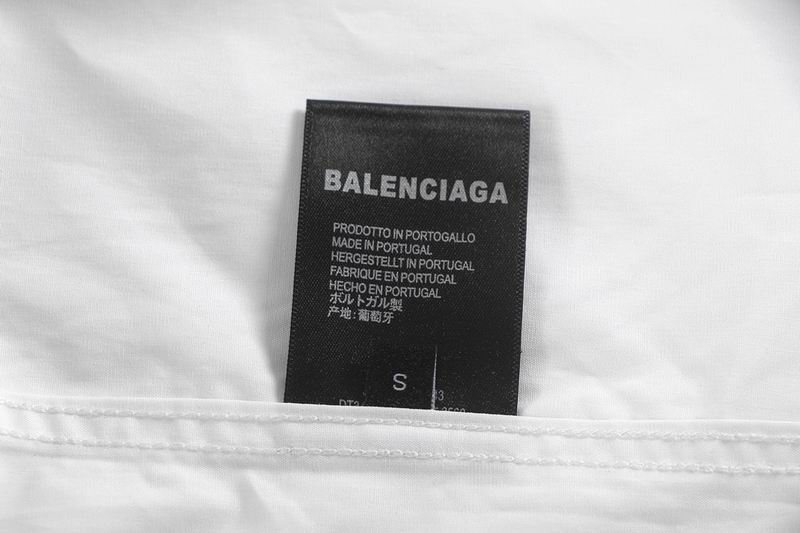 BALENCIAGA
PRODOTTO IN PORTOGALLO
MADE IN PORTUGAL
HERGESTELLT IN PORTUGAL
FABRIQUE EN PORTUGAL
HECHO EN PORTUGAL
ボルトガル製
产地:葡萄牙
S